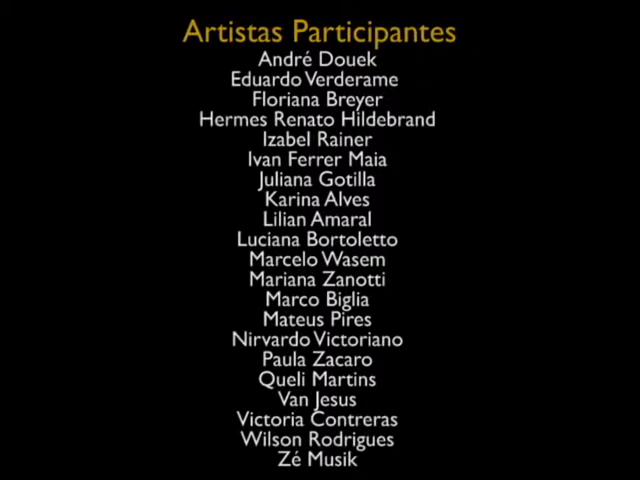 Artistas Participantes
André Douek
Eduardo Verderame
Floriana Breyer
Hermes Renato Hildebrand
Izabel Rainer
Ivan Ferrer Maia
Juliana Gotilla
Karina Alves
Lilian Amaral
Luciana Bortoletto
Marcelo Wasem
Mariana Zanotti
Marco Biglia
Mateus Pires
Nirvardo Victoriano
Paula Zacaro
Queli Martins
Van Jesus
Victoria Contreras
Wilson Rodrigues
Zé Musik